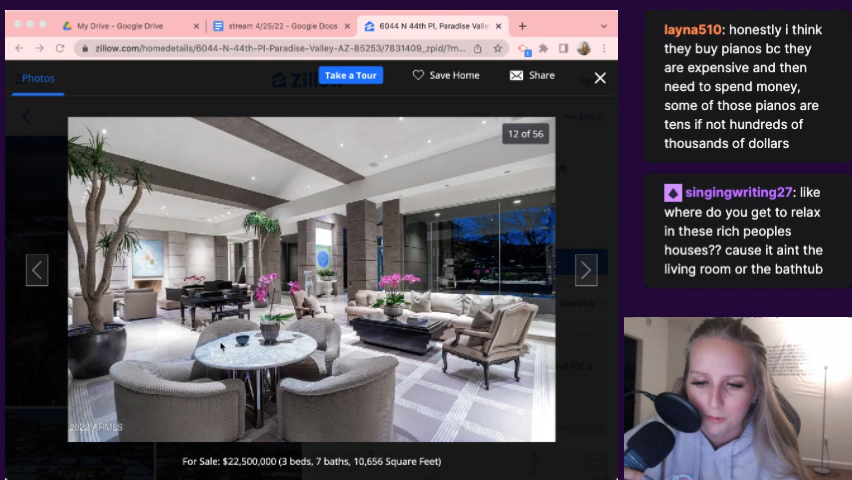 My Drive - Google Drive
stream 4/25/22 - Google Docs
6044 N 44th Pl, Paradise Valle
zillow.com/homedetails/6044-N-44th-Pl-Paradise-Valley-AZ-85253/7831409_zpid/?m...
Photos
Zillow
Take a Tour
Save Home
Share
More
12 of 56
Monthly
2022 ARMLS
For Sale: $22,500,000 (3 beds, 7 baths, 10,656 Square Feet)
layna510: honestly i think
they buy pianos bc they
are expensive and then
need to spend money,
some of those pianos are
tens if not hundreds of
thousands of dollars
singingwriting27: like
where do you get to relax
in these rich peoples
houses?? cause it aint the
living room or the bathtub